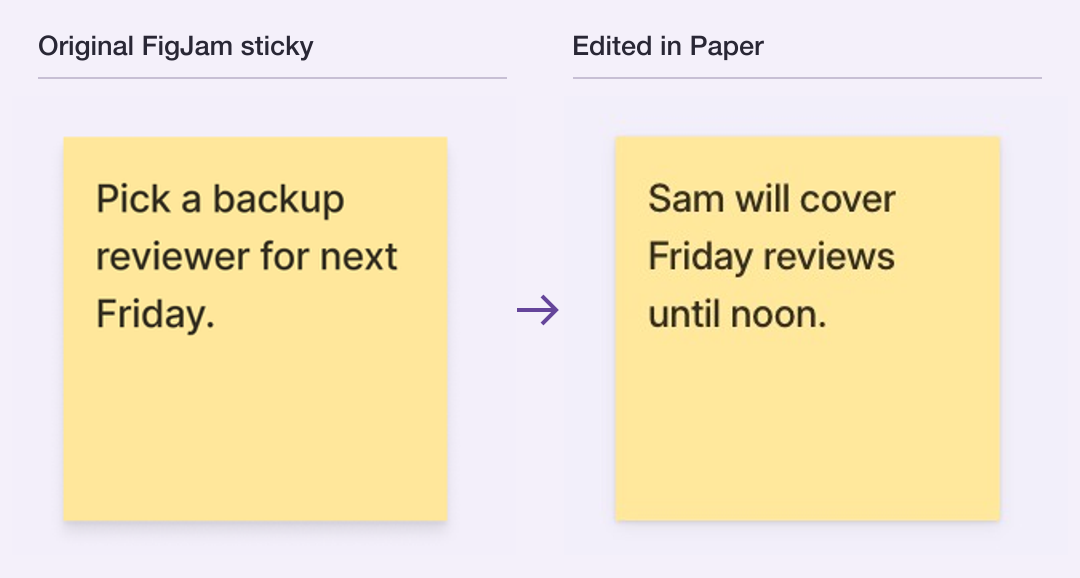 Original FigJam sticky
Edited in Paper
Pick a backup
reviewer for next
Friday.
Sam will cover
Friday reviews
until noon.